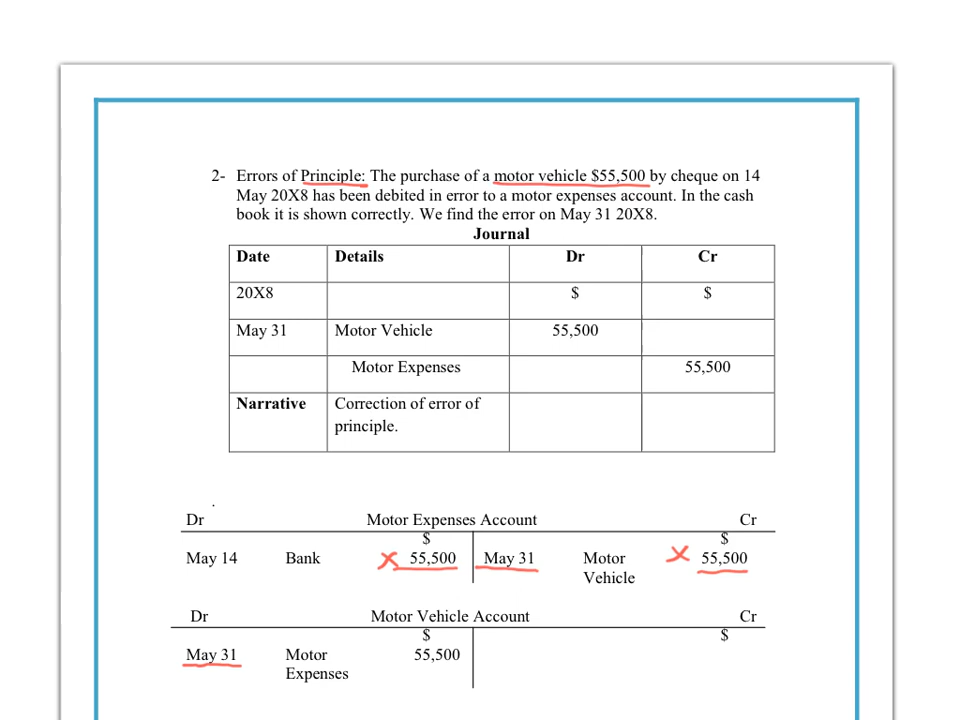 2- Errors of Principle: The purchase of a motor vehicle $55,500 by cheque on 14
May 20X8 has been debited in error to a motor expenses account. In the cash
book it is shown correctly. We find the error on May 31 20X8.
Journal
Date Details Dr Cr
20X8 $ $
May 31 Motor Vehicle 55,500
Motor Expenses 55,500
Narrative Correction of error of
principle.
Dr Motor Expenses Account Cr
$ $
May 14 Bank X 55,500 May 31 Motor X 55,500
Vehicle
Dr Motor Vehicle Account Cr
$ $
May 31 Motor 55,500
Expenses